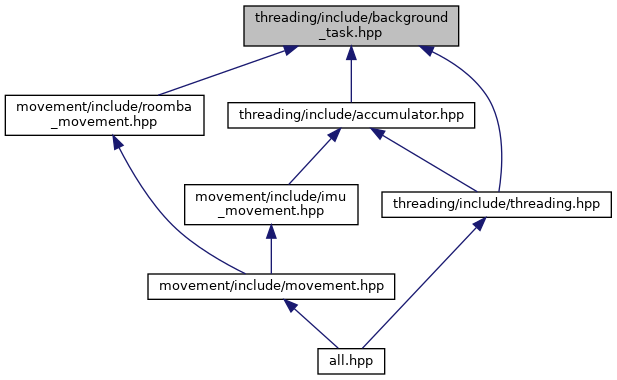 threading/include/background
_task.hpp
movement/include/roomba
_movement.hpp
threading/include/accumulator.hpp
movement/include/imu
_movement.hpp
threading/include/threading.hpp
movement/include/movement.hpp
all.hpp